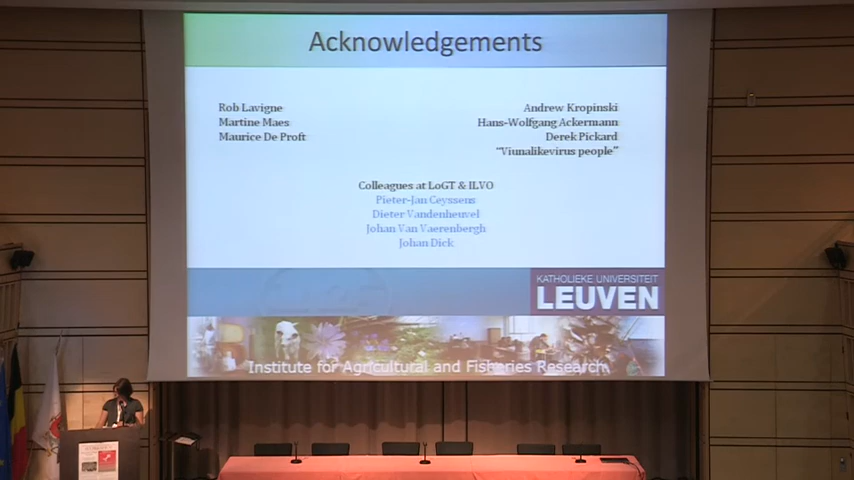 Acknowledgements
Rob Lavigne
Martine Maes
Maurice De Proft
Andrew Kropinski
Hans-Wolfgang Ackermann
Derek Pickard
"Viunalikevirus people"
Colleagues at LoGT & ILVO
Pieter-Jan Ceyssens
Dieter Vandenheuvel
Johan Van Vaerenbergh
Johan Dick
KATHOLIEKE UNIVERSITEIT
LEUVEN
Institute for Agricultural and Fisheries Research